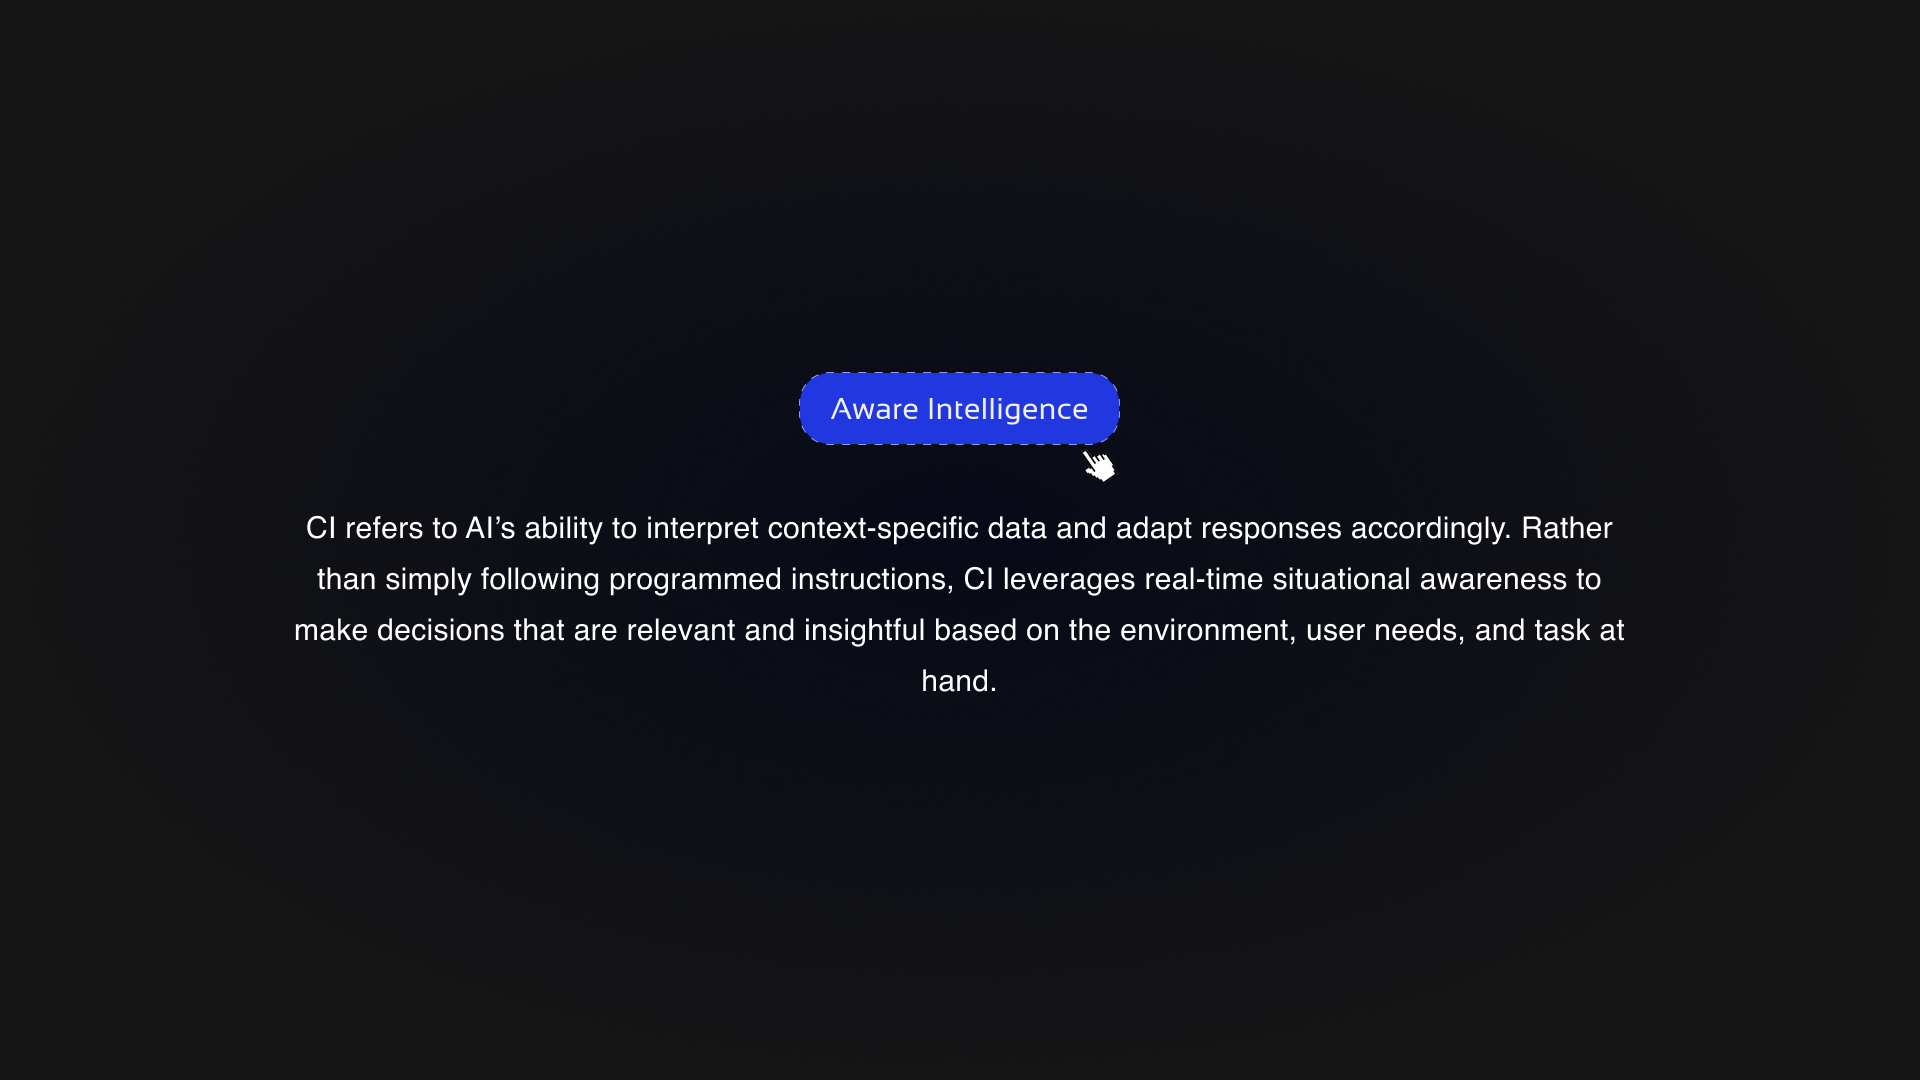 Aware Intelligence
CI refers to AI’s ability to interpret context-specific data and adapt responses accordingly. Rather
than simply following programmed instructions, CI leverages real-time situational awareness to
make decisions that are relevant and insightful based on the environment, user needs, and task at
hand.